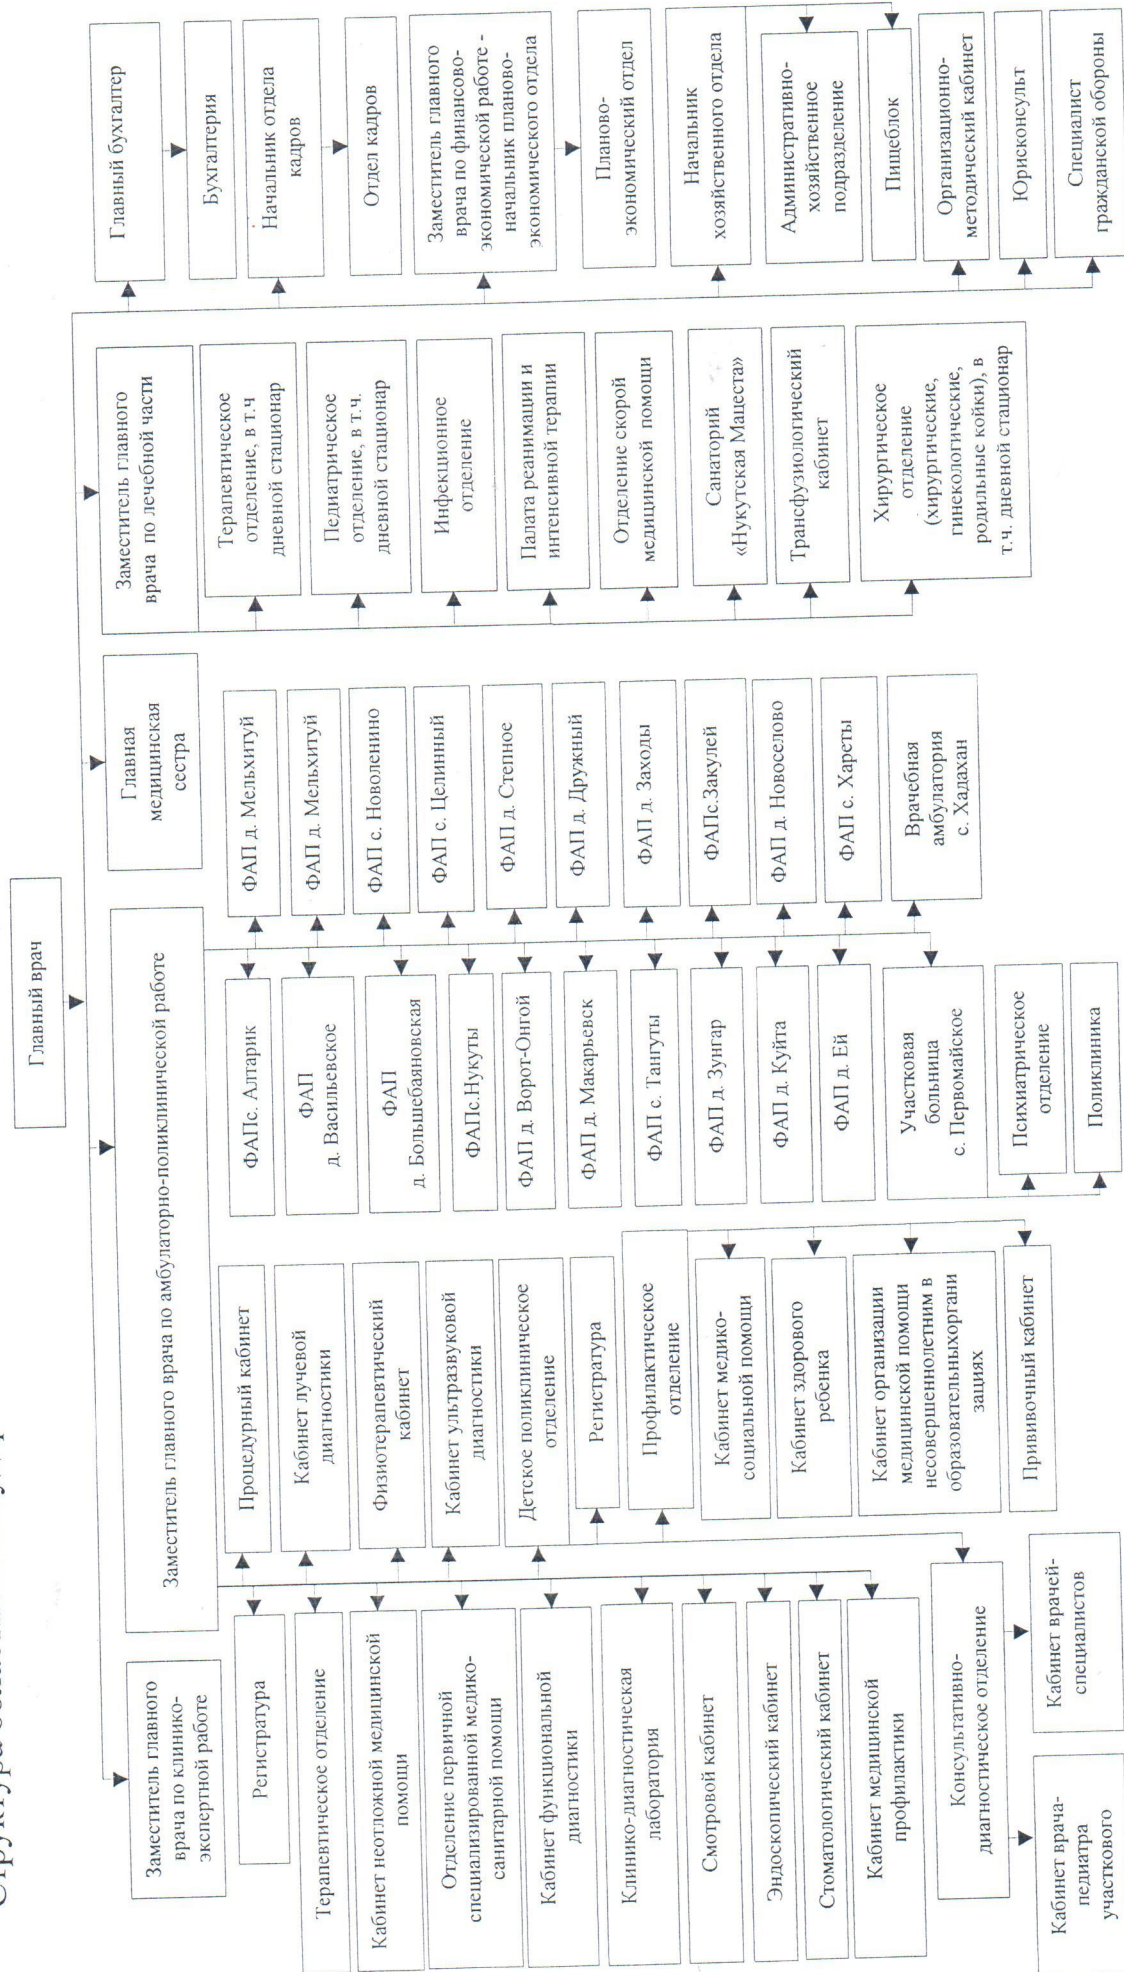 Главный врач
Заместитель главного
врача по клинико-
экспертной работе
Заместитель главного врача по амбулаторно-поликлинической работе
Главная
медицинская
сестра
Заместитель главного
врача по лечебной части
Главный бухгалтер
Бухгалтерия
Начальник отдела
кадров
Отдел кадров
Заместитель главного
врача по финансово-
экономической работе -
начальник планово-
экономического отдела
Планово-
экономический отдел
Начальник
хозяйственного отдела
Административно-
хозяйственное
подразделение
Пищеблок
Организационно-
методический кабинет
Юрисконсульт
Специалист
гражданской обороны
Регистратура
Терапевтическое отделение
Кабинет неотложной медицинской
помощи
Отделение первичной
специализированной медико-
санитарной помощи
Кабинет функциональной
диагностики
Клинико-диагностическая
лаборатория
Смотровой кабинет
Эндоскопический кабинет
Стоматологический кабинет
Кабинет медицинской
профилактики
Консультативно-
диагностическое отделение
Кабинет врача-
педиатра
участкового
Кабинет врачей-
специалистов
Процедурный кабинет
Кабинет лучевой
диагностики
Физиотерапевтический
кабинет
Кабинет ультразвуковой
диагностики
Детское поликлиническое
отделение
Регистратура
Профилактическое
отделение
Кабинет медико-
социальной помощи
Кабинет здорового
ребенка
Кабинет организации
медицинской помощи
несовершеннолетним в
образовательныхоргани
зациях
Прививочный кабинет
ФАПс. Алтарик
ФАП
д. Васильевское
ФАП
д. Большебаяновская
ФАПс.Нукуты
ФАП д. Ворот-Онгой
ФАП д. Макарьевск
ФАП с. Тангуты
ФАП д. Зунгар
ФАП д. Куйта
ФАП д. Ей
Участковая
больница
с. Первомайское
Психиатрическое
отделение
Поликлиника
ФАП д. Мельхитуй
ФАП д. Мельхитуй
ФАП с. Новоленино
ФАП с. Целинный
ФАП д. Степное
ФАП д. Дружный
ФАП д. Заходы
ФАПс.Закулей
ФАП д. Новоселово
ФАП с. Хареты
Врачебная
амбулатория
с. Хадахан
Терапевтическое
отделение, в т.ч
дневной стационар
Педиатрическое
отделение, в т.ч.
дневной стационар
Инфекционное
отделение
Палата реанимации и
интенсивной терапии
Отделение скорой
медицинской помощи
Санаторий
«Нукутская Мацеста»
Трансфузиологический
кабинет
Хирургическое
отделение
(хирургические,
гинекологические,
родильные койки), в
т.ч. дневной стационар